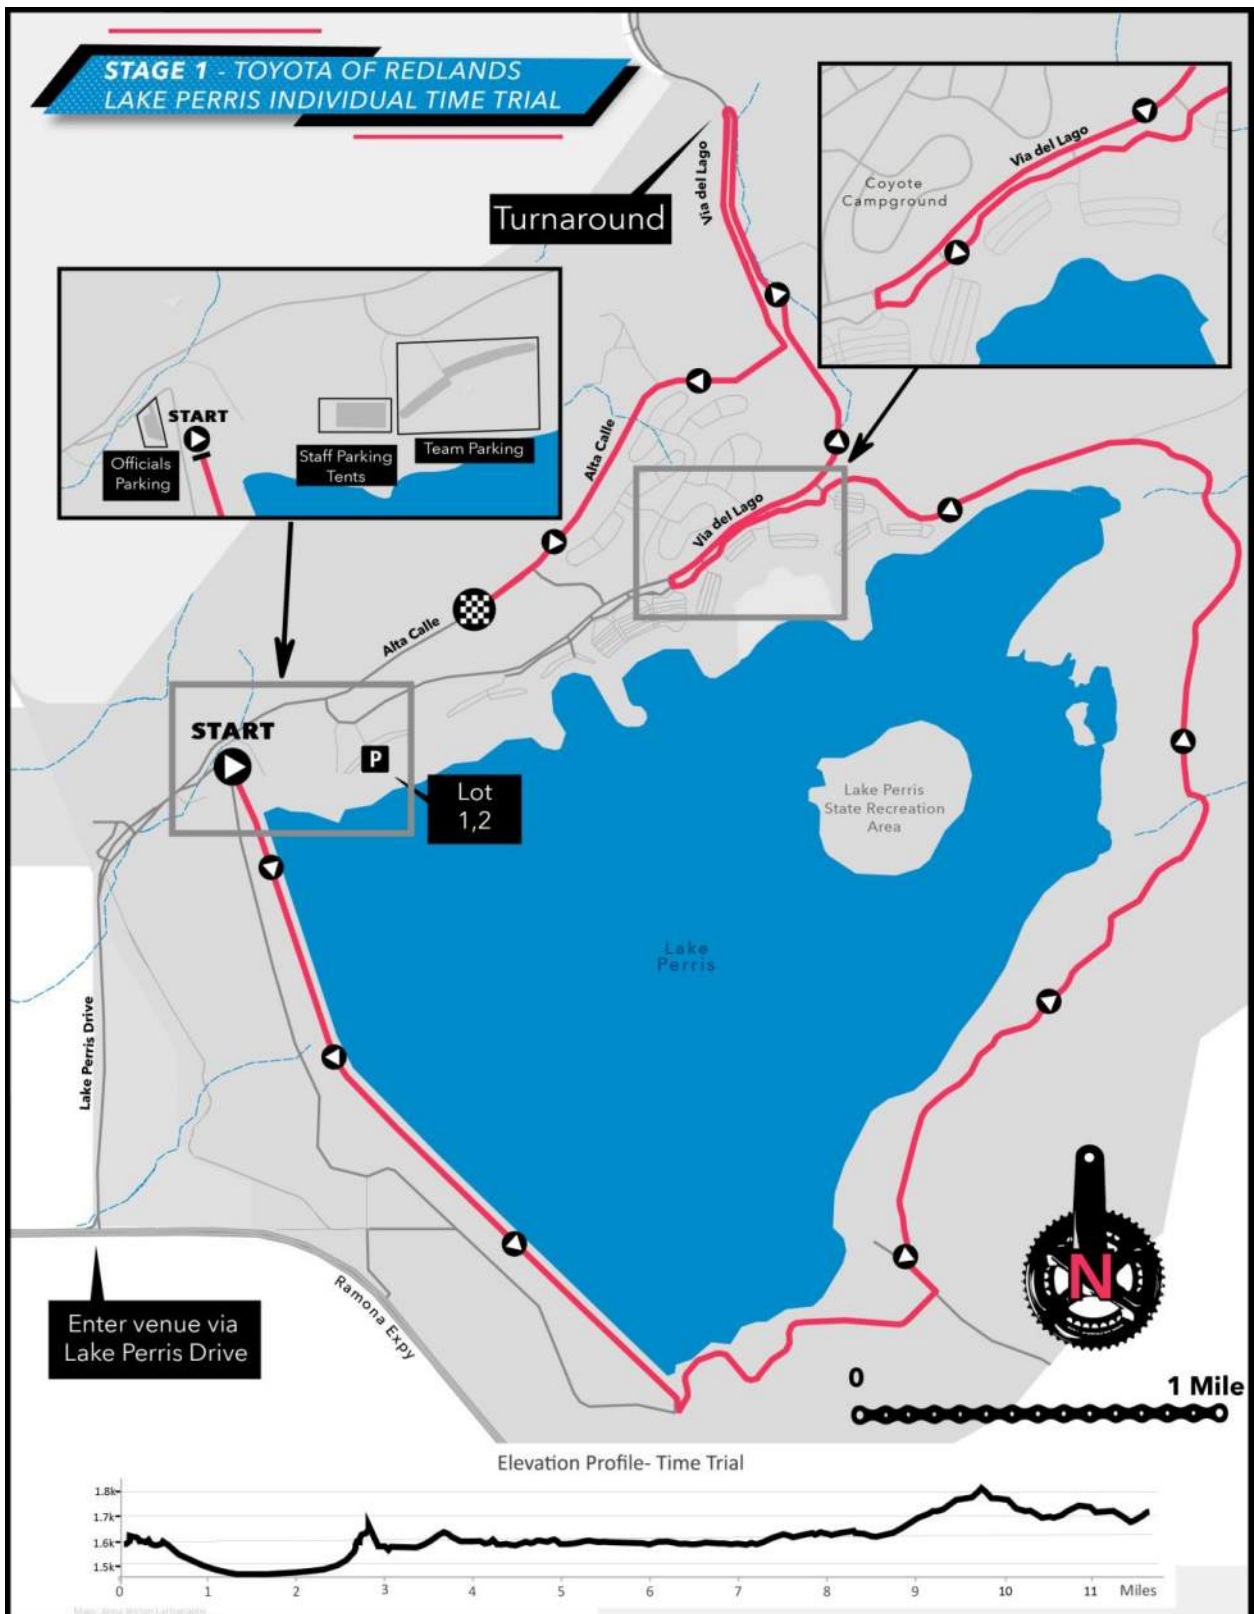 STAGE 1 - TOYOTA OF REDLANDS
LAKE PERRIS INDIVIDUAL TIME TRIAL
Turnaround
Via del Lago
Via del Lago
Coyote
Campground
START
Officials
Parking
Staff Parking
Tents
Team Parking
Alta Calle
Via del Lago
Alta Calle
START
P
Lot
1,2
Lake Perris
State Recreation
Area
Lake
Perris
Lake Perris Drive
Ramona Expy
Enter venue via
Lake Perris Drive
N
0
1 Mile
Elevation Profile- Time Trial
1.8k
1.7k
1.6k
1.5k
0 1 2 3 4 5 6 7 8 9 10 11 Miles